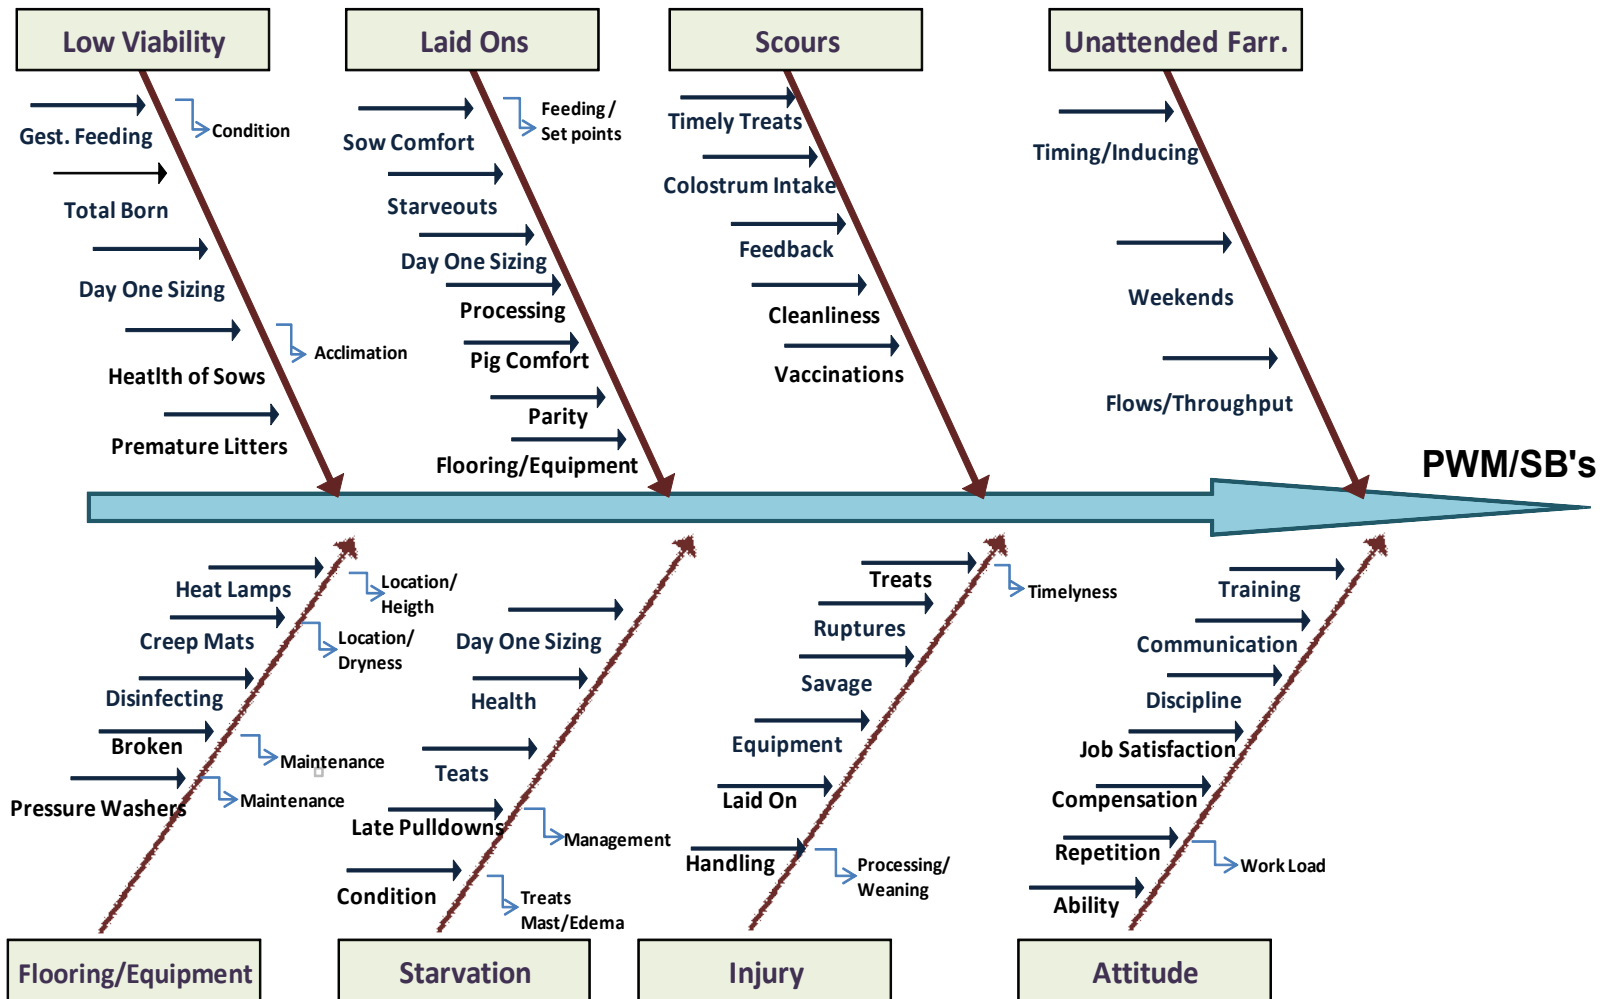 Low Viability
Laid Ons
Scours
Unattended Farr.
Gest. Feeding
Condition
Total Born
Day One Sizing
Heatlth of Sows
Acclimation
Premature Litters
Sow Comfort
Feeding /
Set points
Starveouts
Day One Sizing
Processing
Pig Comfort
Parity
Flooring/Equipment
Timely Treats
Colostrum Intake
Feedback
Cleanliness
Vaccinations
Timing/Inducing
Weekends
Flows/Throughput
PWM/SB's
Heat Lamps
Location/
Heigth
Creep Mats
Location/
Dryness
Disinfecting
Broken
Maintenance
Pressure Washers
Maintenance
Day One Sizing
Health
Teats
Late Pulldowns
Management
Condition
Treats
Mast/Edema
Treats
Timelyness
Ruptures
Savage
Equipment
Laid On
Handling
Processing/
Weaning
Training
Communication
Discipline
Job Satisfaction
Compensation
Repetition
Work Load
Ability
Flooring/Equipment
Starvation
Injury
Attitude